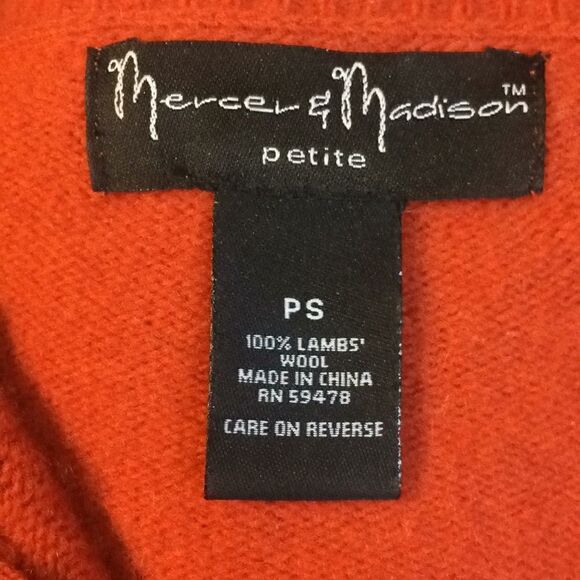 Mercer & Madison™
petite
PS
100% LAMBS'
WOOL
MADE IN CHINA
RN 59478
CARE ON REVERSE